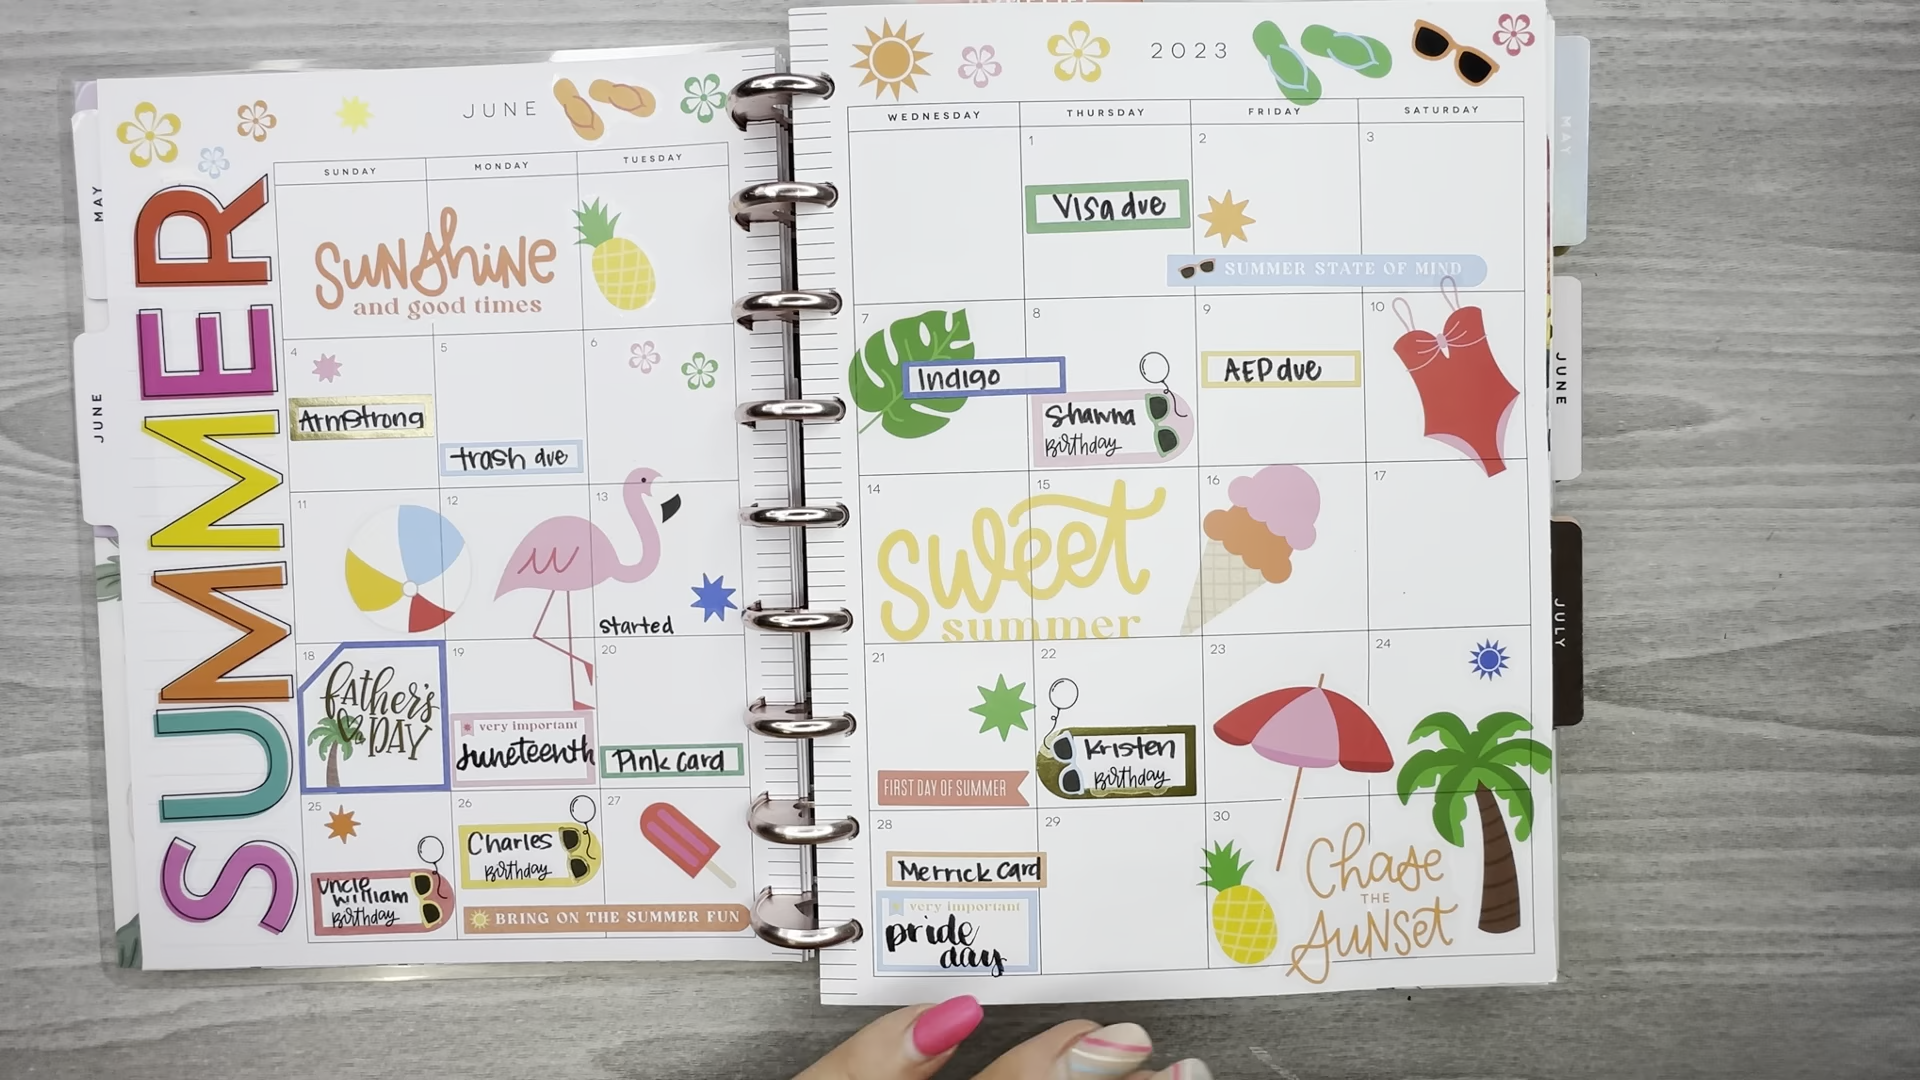 JUNE
2023
SUMMER
MAY
JUNE
MAY
JUNE
JULY
SUNDAY
MONDAY
TUESDAY
WEDNESDAY
THURSDAY
FRIDAY
SATURDAY
SUNShiNE
and good times
1
Visa due
2
3
SUMMER STATE OF MIND
4
Armstrong
5
trash due
6
7
Indigo
8
Shawna
Birthday
9
AEP due
10
11
12
13
started
14
15
Sweet
summer
16
17
18
fAther's
DAY
19
very important
Juneteenth
20
Pink Card
21
FIRST DAY OF SUMMER
22
Kristen
Birthday
23
24
25
Uncle
William
Birthday
26
Charles
Birthday
27
BRING ON THE SUMMER FUN
28
Merrick Card
very important
pride
day
29
30
Chase
THE
SUNSet